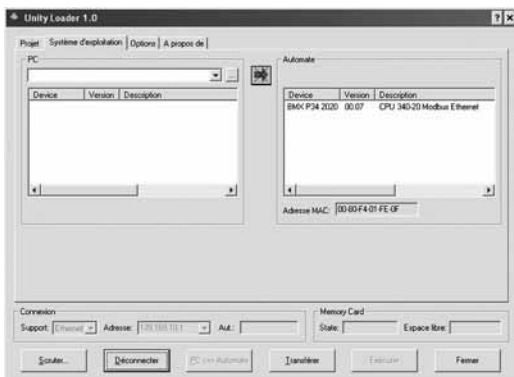 Unity Loader 1.0
Projet Système d'exploitation Options A propos de
PC
Device Version Description
Automate
Device Version Description
BMX P34 2020 00.07 CPU 340-20 Modbus Ethernet
Adresse MAC: 00-80-F4-01-FE-0F
Connexion
Support: Ethernet Adresse: Aut.:
Memory Card
State: Espace libre:
Scruter... Déconnecter PC <=> Automate Transférer Exécuter Fermer